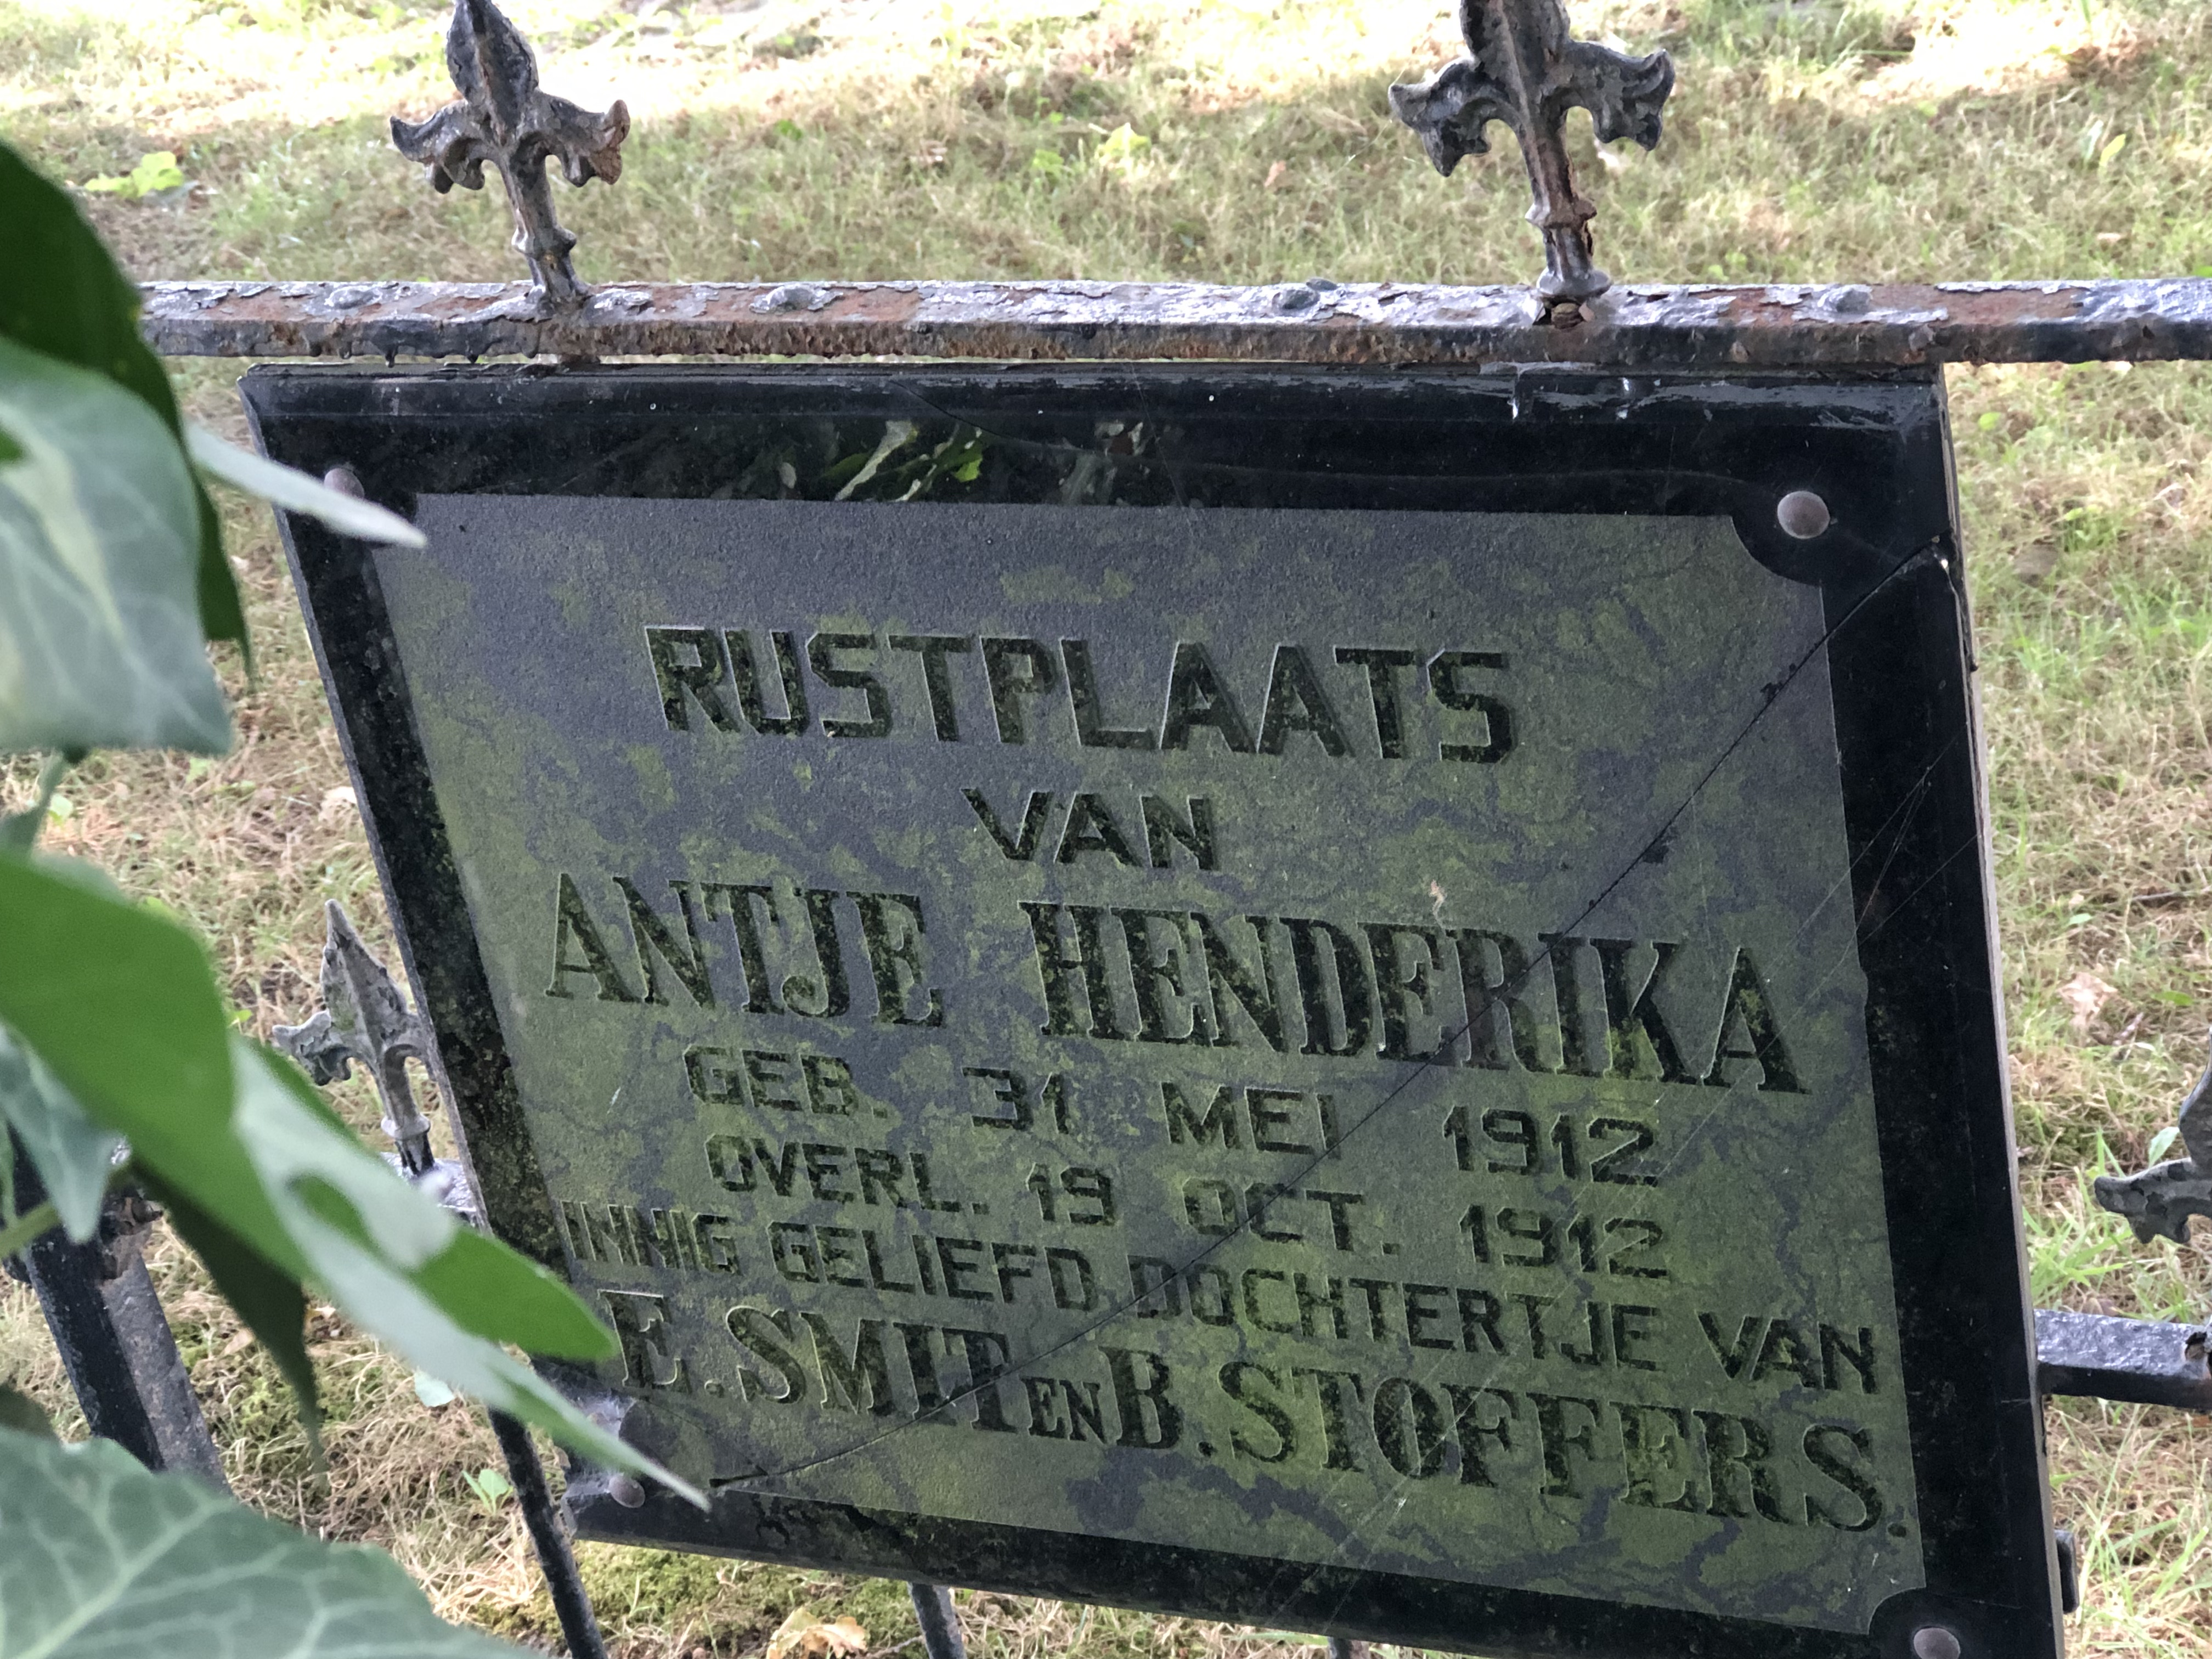 RUSTPLAATS
VAN
ANTJE HENDERIKA
GEB. 31 MEI 1912
OVERL. 19 OCT. 1912
INNIG GELIEFD DOCHTERTJE VAN
E. SMIT EN B. STOFFERS.